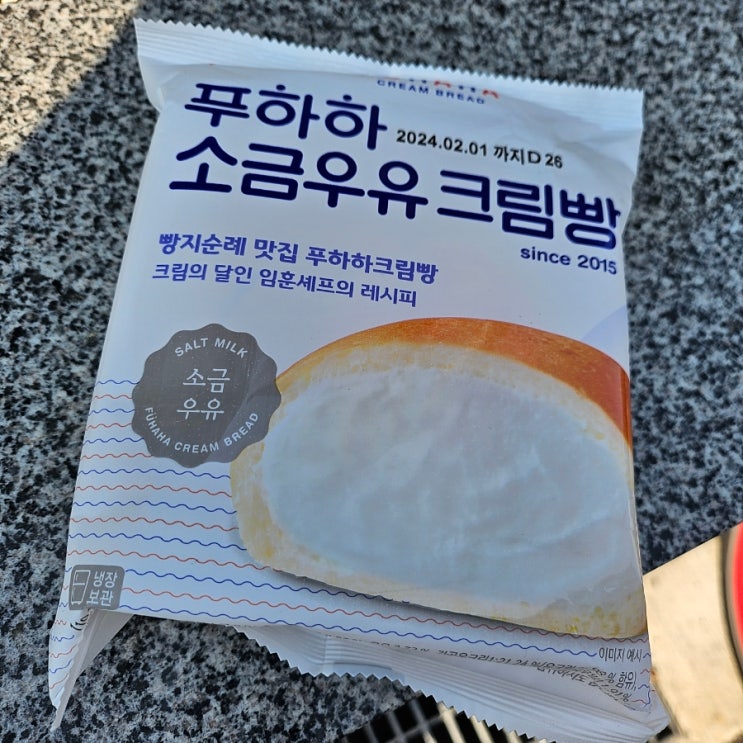 CREAM BREAD
푸하하
2024.02.01 까지D 26
소금우유크림빵
since 2015
빵지순례 맛집 푸하하크림빵
크림의 달인 임훈셰프의 레시피
SALT MILK
소금
우유
FUHAHA CREAM BREAD
냉장
보관
이미지 예시